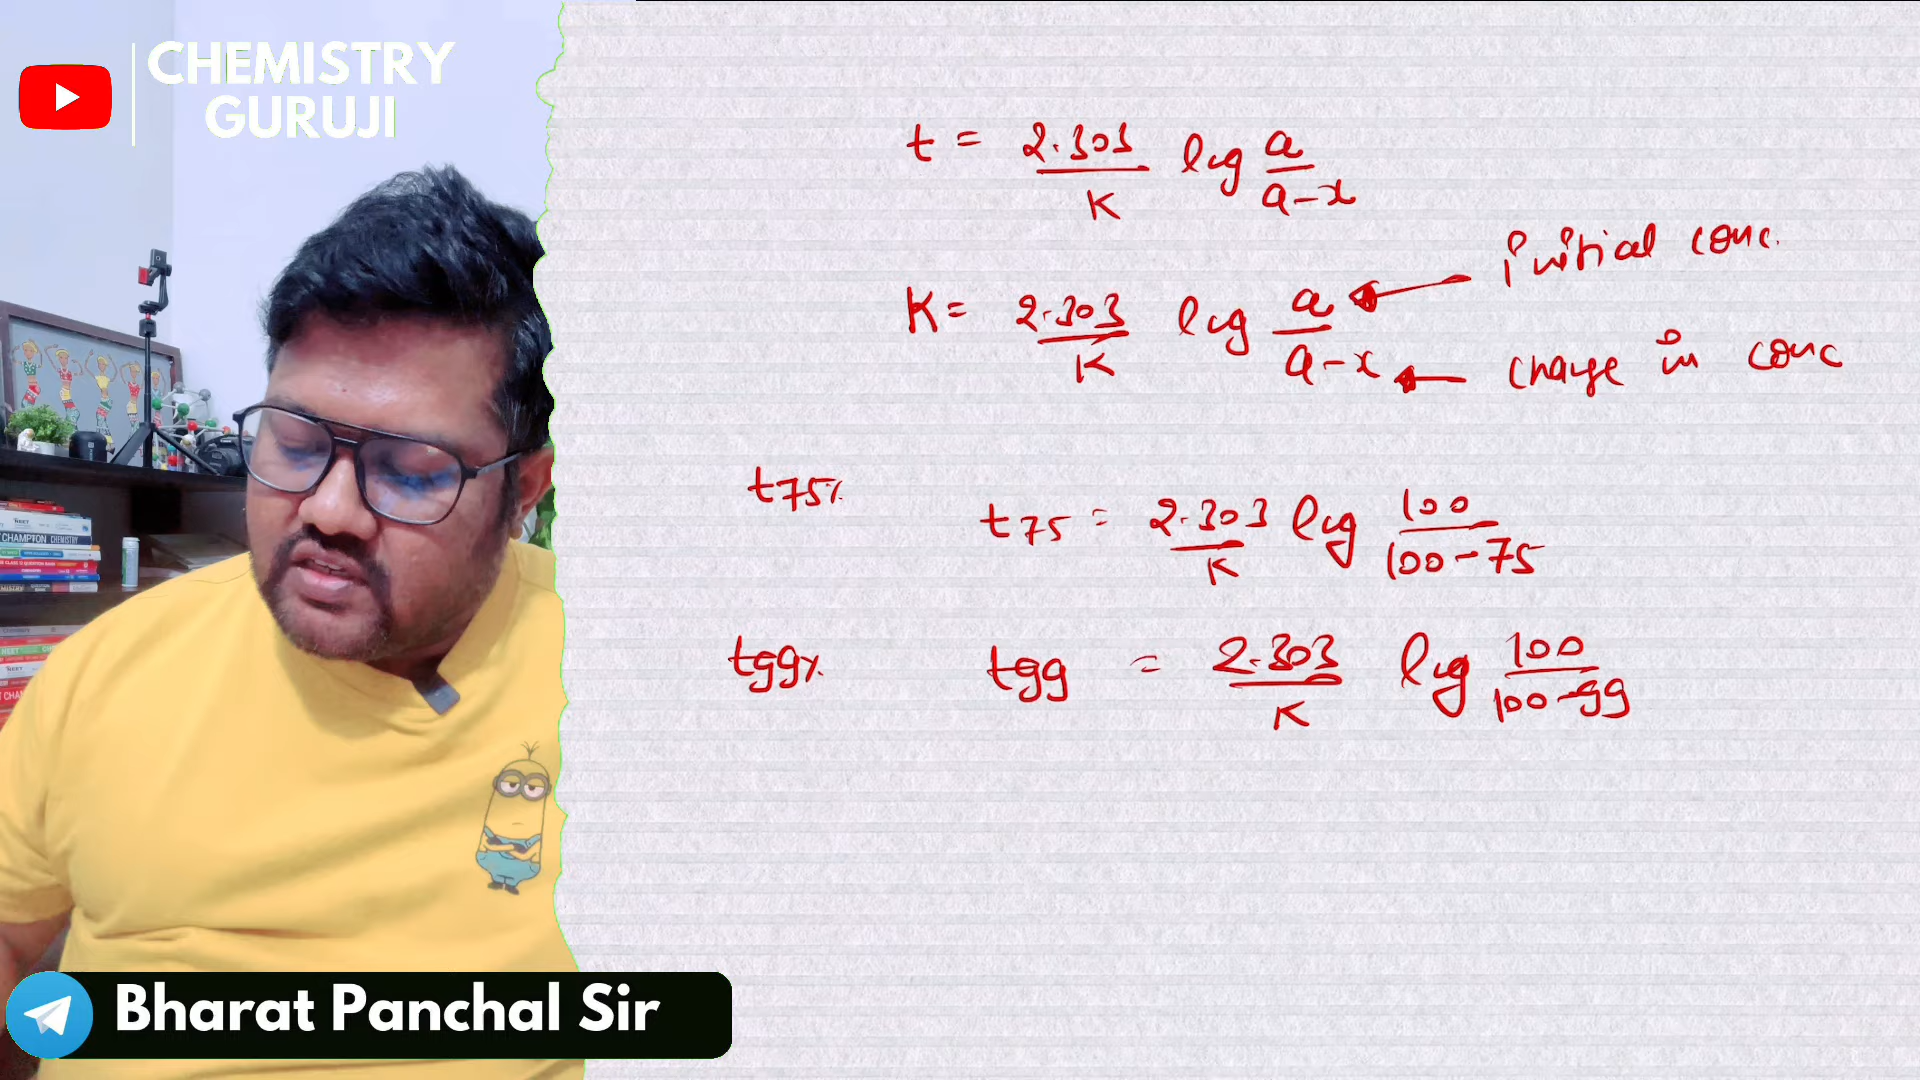 CHEMISTRY
GURUJI
t = 2.303/K log a/a-x
K = 2.303/K log a/a-x
initial conc.
change in conc
t75%
t75 = 2.303/K log 100/100-75
t99%
t99 = 2.303/K log 100/100-99
NEET
CHAMPION CHEMISTRY
Bharat Panchal Sir